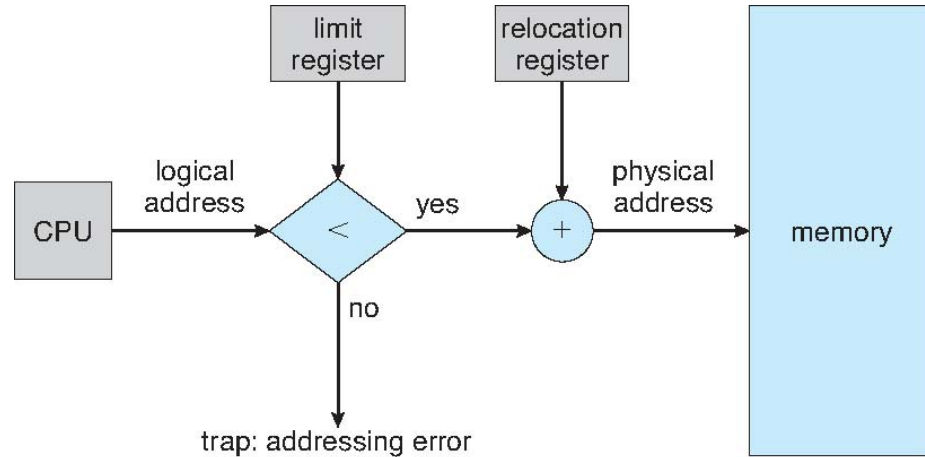 limit
register
relocation
register
logical
address
physical
address
CPU
<
yes
+
memory
no
trap: addressing error